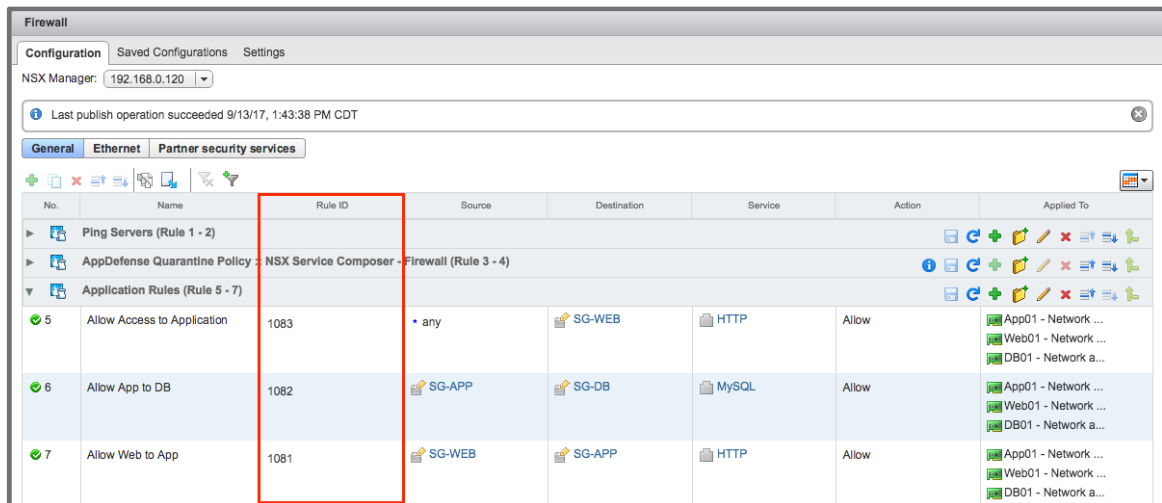 Firewall
Configuration Saved Configurations Settings
NSX Manager: 192.168.0.120
Last publish operation succeeded 9/13/17, 1:43:38 PM CDT
General Ethernet Partner security services
No. Name Rule ID Source Destination Service Action Applied To
Ping Servers (Rule 1 - 2)
AppDefense Quarantine Policy :: NSX Service Composer - Firewall (Rule 3 - 4)
Application Rules (Rule 5 - 7)
5 Allow Access to Application 1083 * any SG-WEB HTTP Allow App01 - Network ...
Web01 - Network ...
DB01 - Network a...
6 Allow App to DB 1082 SG-APP SG-DB MySQL Allow App01 - Network ...
Web01 - Network ...
DB01 - Network a...
7 Allow Web to App 1081 SG-WEB SG-APP HTTP Allow App01 - Network ...
Web01 - Network ...
DB01 - Network a...